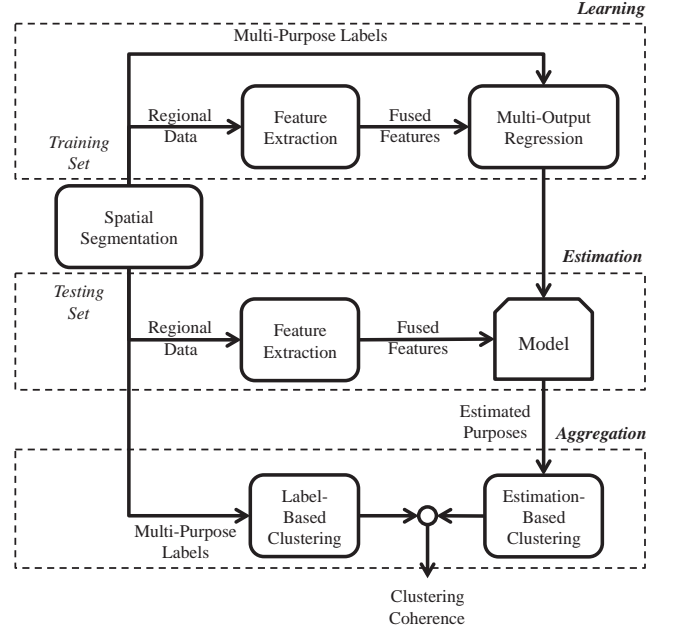 Learning
Multi-Purpose Labels
Regional
Data
Feature
Extraction
Fused
Features
Multi-Output
Regression
Training
Set
Spatial
Segmentation
Estimation
Testing
Set
Regional
Data
Feature
Extraction
Fused
Features
Model
Estimated
Purposes
Aggregation
Multi-Purpose
Labels
Label-
Based
Clustering
Estimation-
Based
Clustering
Clustering
Coherence